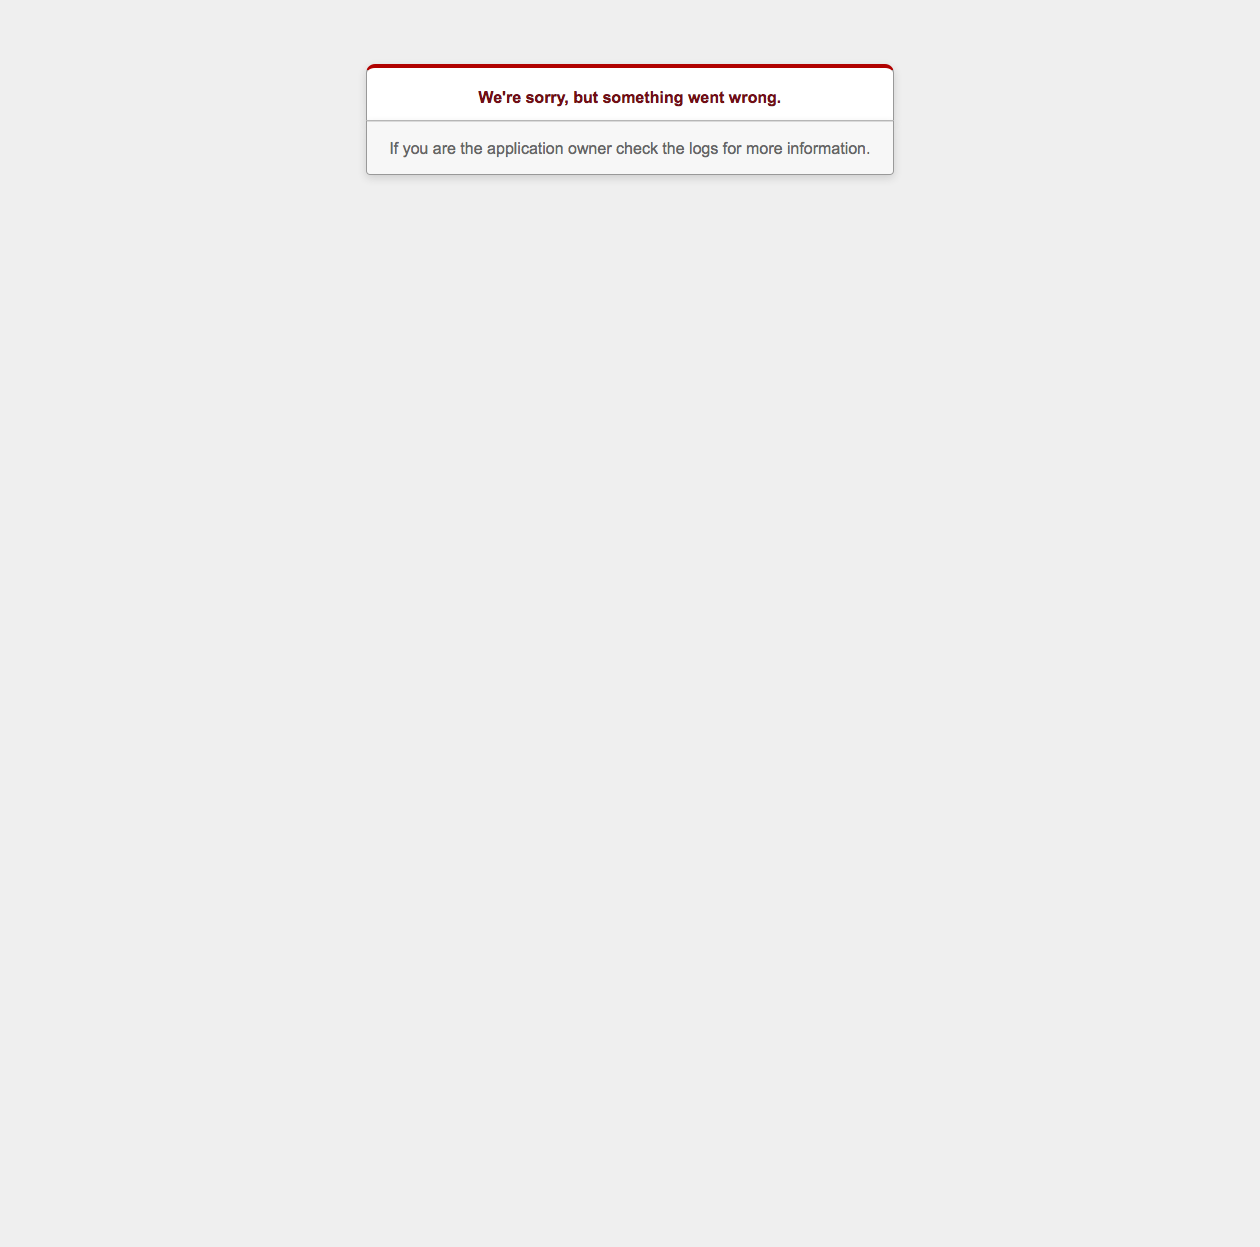 We're sorry, but something went wrong.
If you are the application owner check the logs for more information.